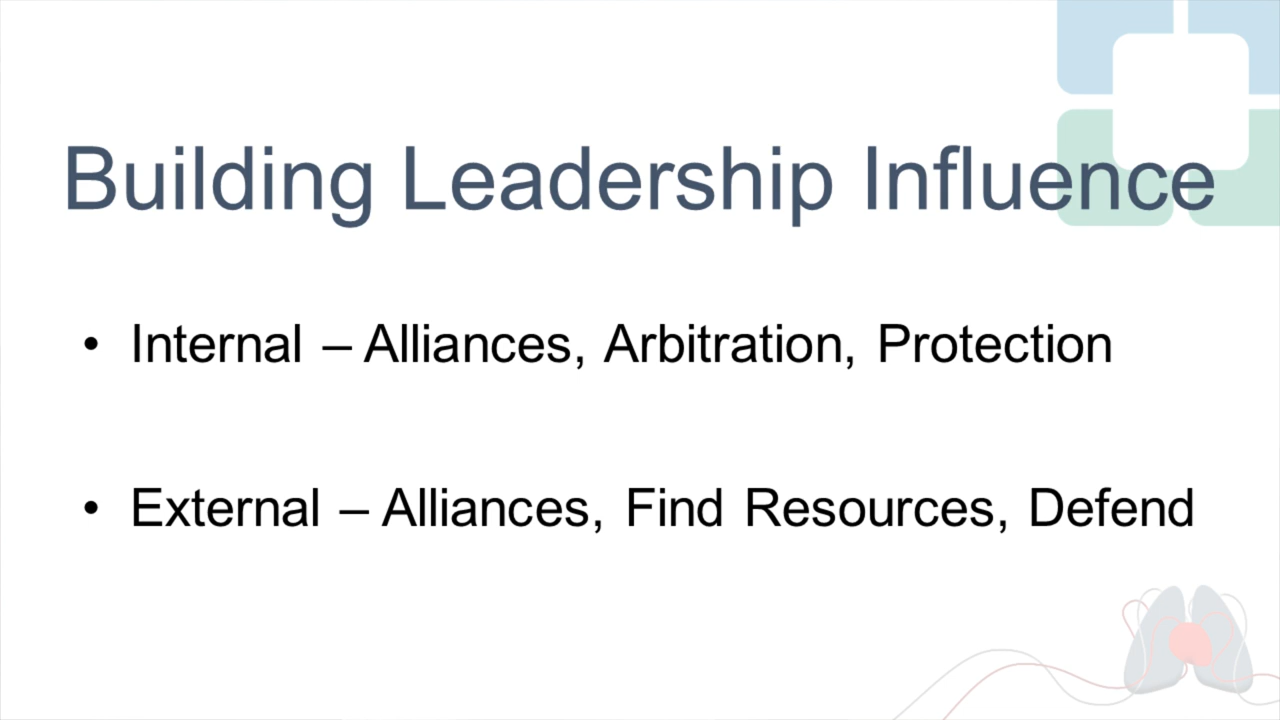 Building Leadership Influence
• Internal – Alliances, Arbitration, Protection
• External – Alliances, Find Resources, Defend